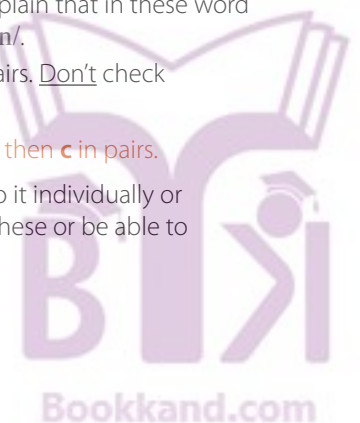 plain that in these word
n/.
airs. Don't check
then c in pairs.
o it individually or
hese or be able to
B K
Bookkand.com